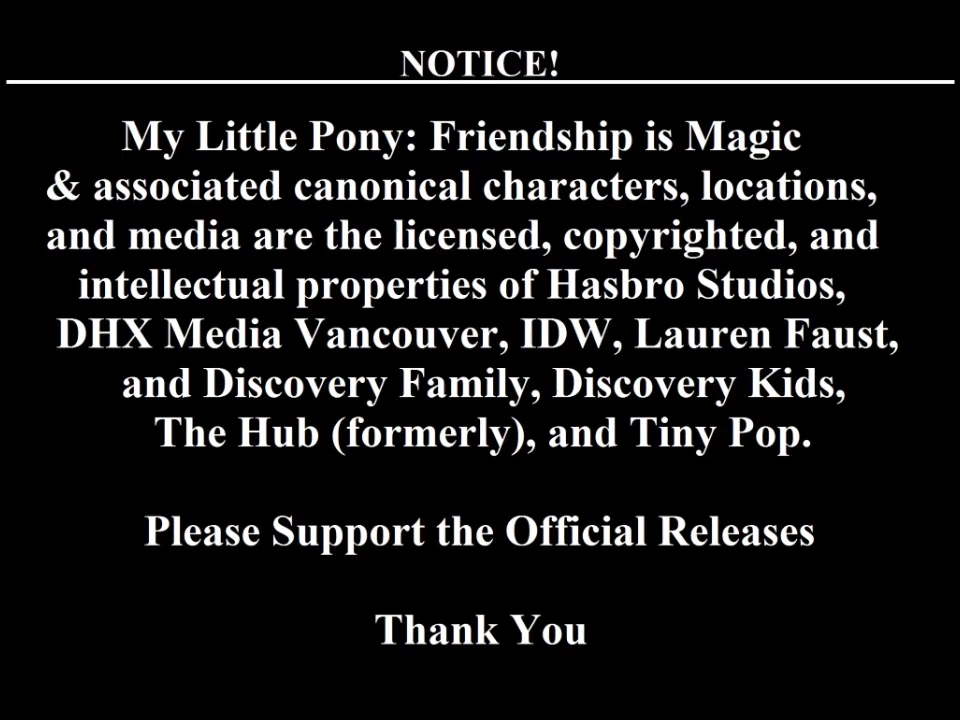 NOTICE!
My Little Pony: Friendship is Magic
& associated canonical characters, locations,
and media are the licensed, copyrighted, and
intellectual properties of Hasbro Studios,
DHX Media Vancouver, IDW, Lauren Faust,
and Discovery Family, Discovery Kids,
The Hub (formerly), and Tiny Pop.
Please Support the Official Releases
Thank You